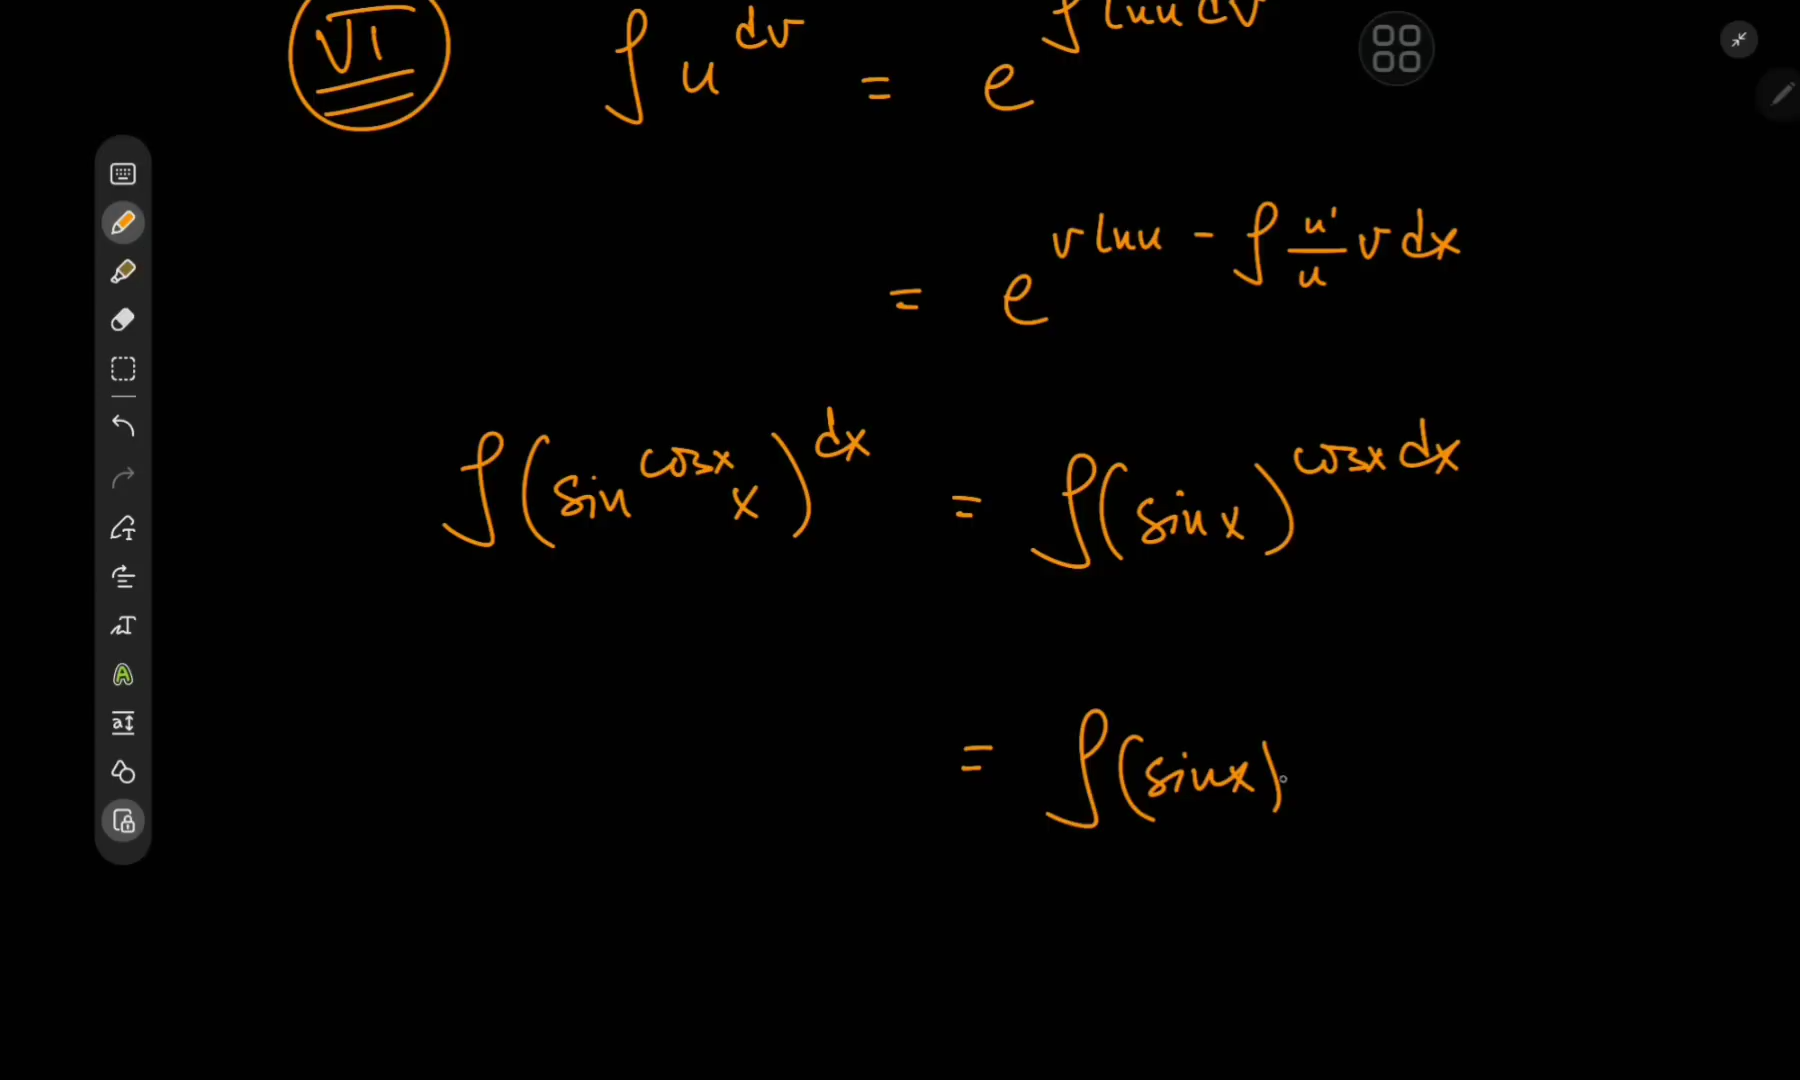 VI ∫ u^dv = e^∫ ln u dv
= e^v ln u - ∫ u'/u v dx
∫(sin^cosx x)^dx = ∫(sin x)^cosx dx
= ∫(sin x)